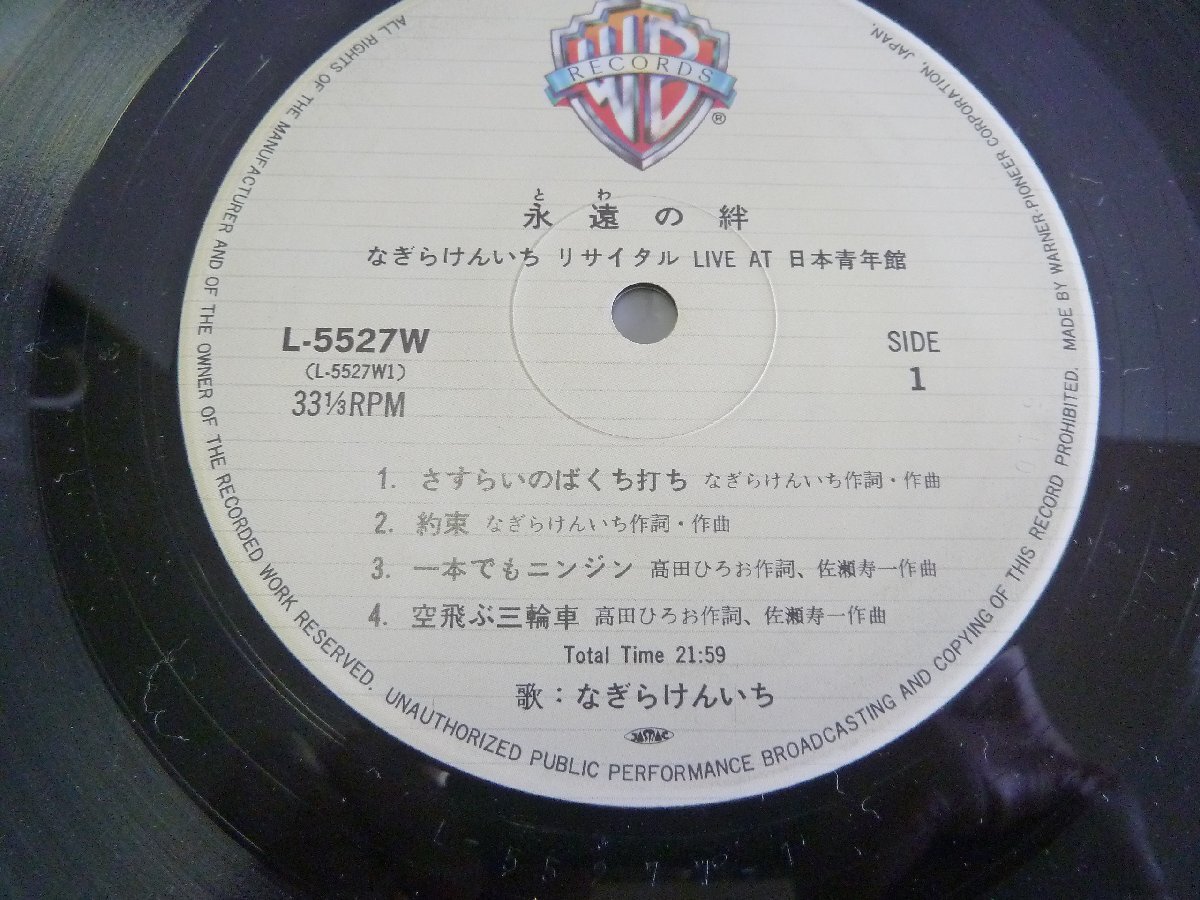 WB
RECORDS
®
とわ
永遠の絆
なぎらけんいち リサイタル LIVE AT 日本青年館
L-5527W
(L-5527W1)
33⅓RPM
SIDE
1
1. さすらいのばくち打ち なぎらけんいち作詞・作曲
2. 約束 なぎらけんいち作詞・作曲
3. 一本でもニンジン 高田ひろお作詞、佐瀬寿一作曲
4. 空飛ぶ三輪車 高田ひろお作詞、佐瀬寿一作曲
Total Time 21:59
歌：なぎらけんいち
JASRAC
ALL RIGHTS OF THE MANUFACTURER AND OF THE OWNER OF THE RECORDED WORK RESERVED. UNAUTHORIZED PUBLIC PERFORMANCE BROADCASTING AND COPYING OF THIS RECORD PROHIBITED. MADE BY WARNER-PIONEER CORPORATION, JAPAN.